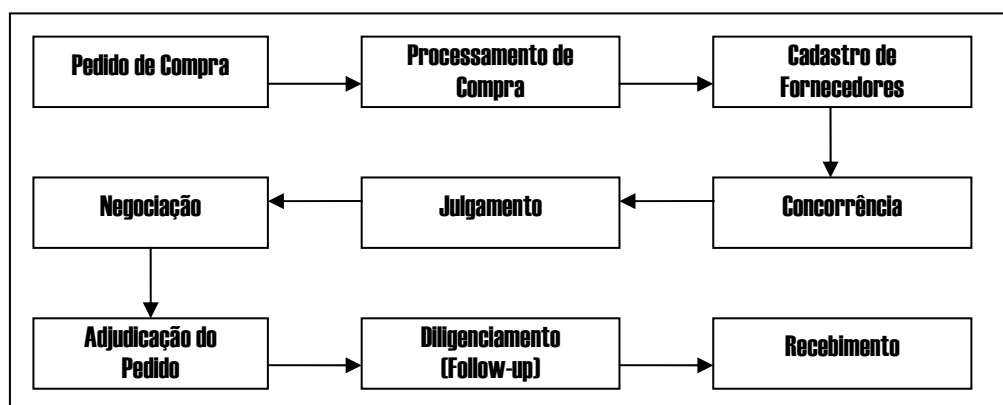 Pedido de Compra
Processamento de
Compra
Cadastro de
Fornecedores
Negociação
Julgamento
Concorrência
Adjudicação do
Pedido
Diligenciamento
(Follow-up)
Recebimento